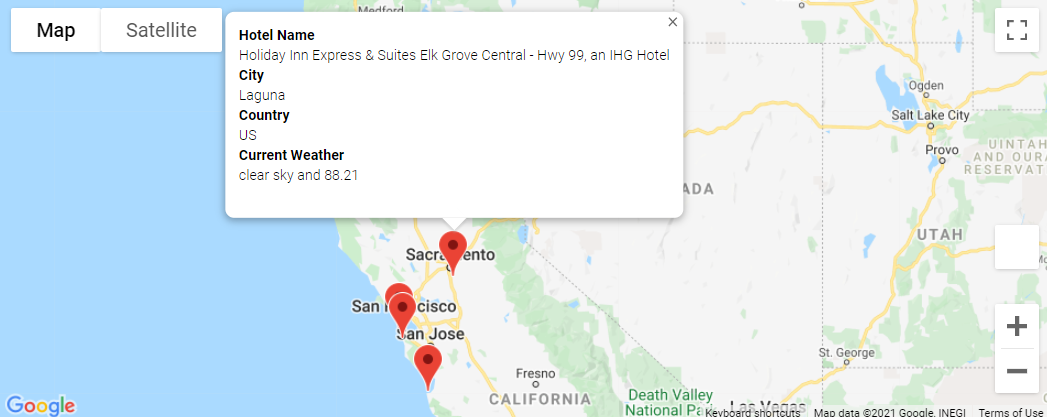 Map
Satellite
Hotel Name
Holiday Inn Express & Suites Elk Grove Central - Hwy 99, an IHG Hotel
City
Laguna
Country
US
Current Weather
clear sky and 88.21
Medford
Ogden
Salt Lake City
Provo
UINTAH
AND OURA
RESERVAT
ADA
UTAH
Sacramento
San Francisco
San Jose
St. George
Fresno
CALIFORNIA
Death Valley
National Pa
Las Vegas
Google
Keyboard shortcuts
Map data ©2021 Google, INEGI
Terms of Use